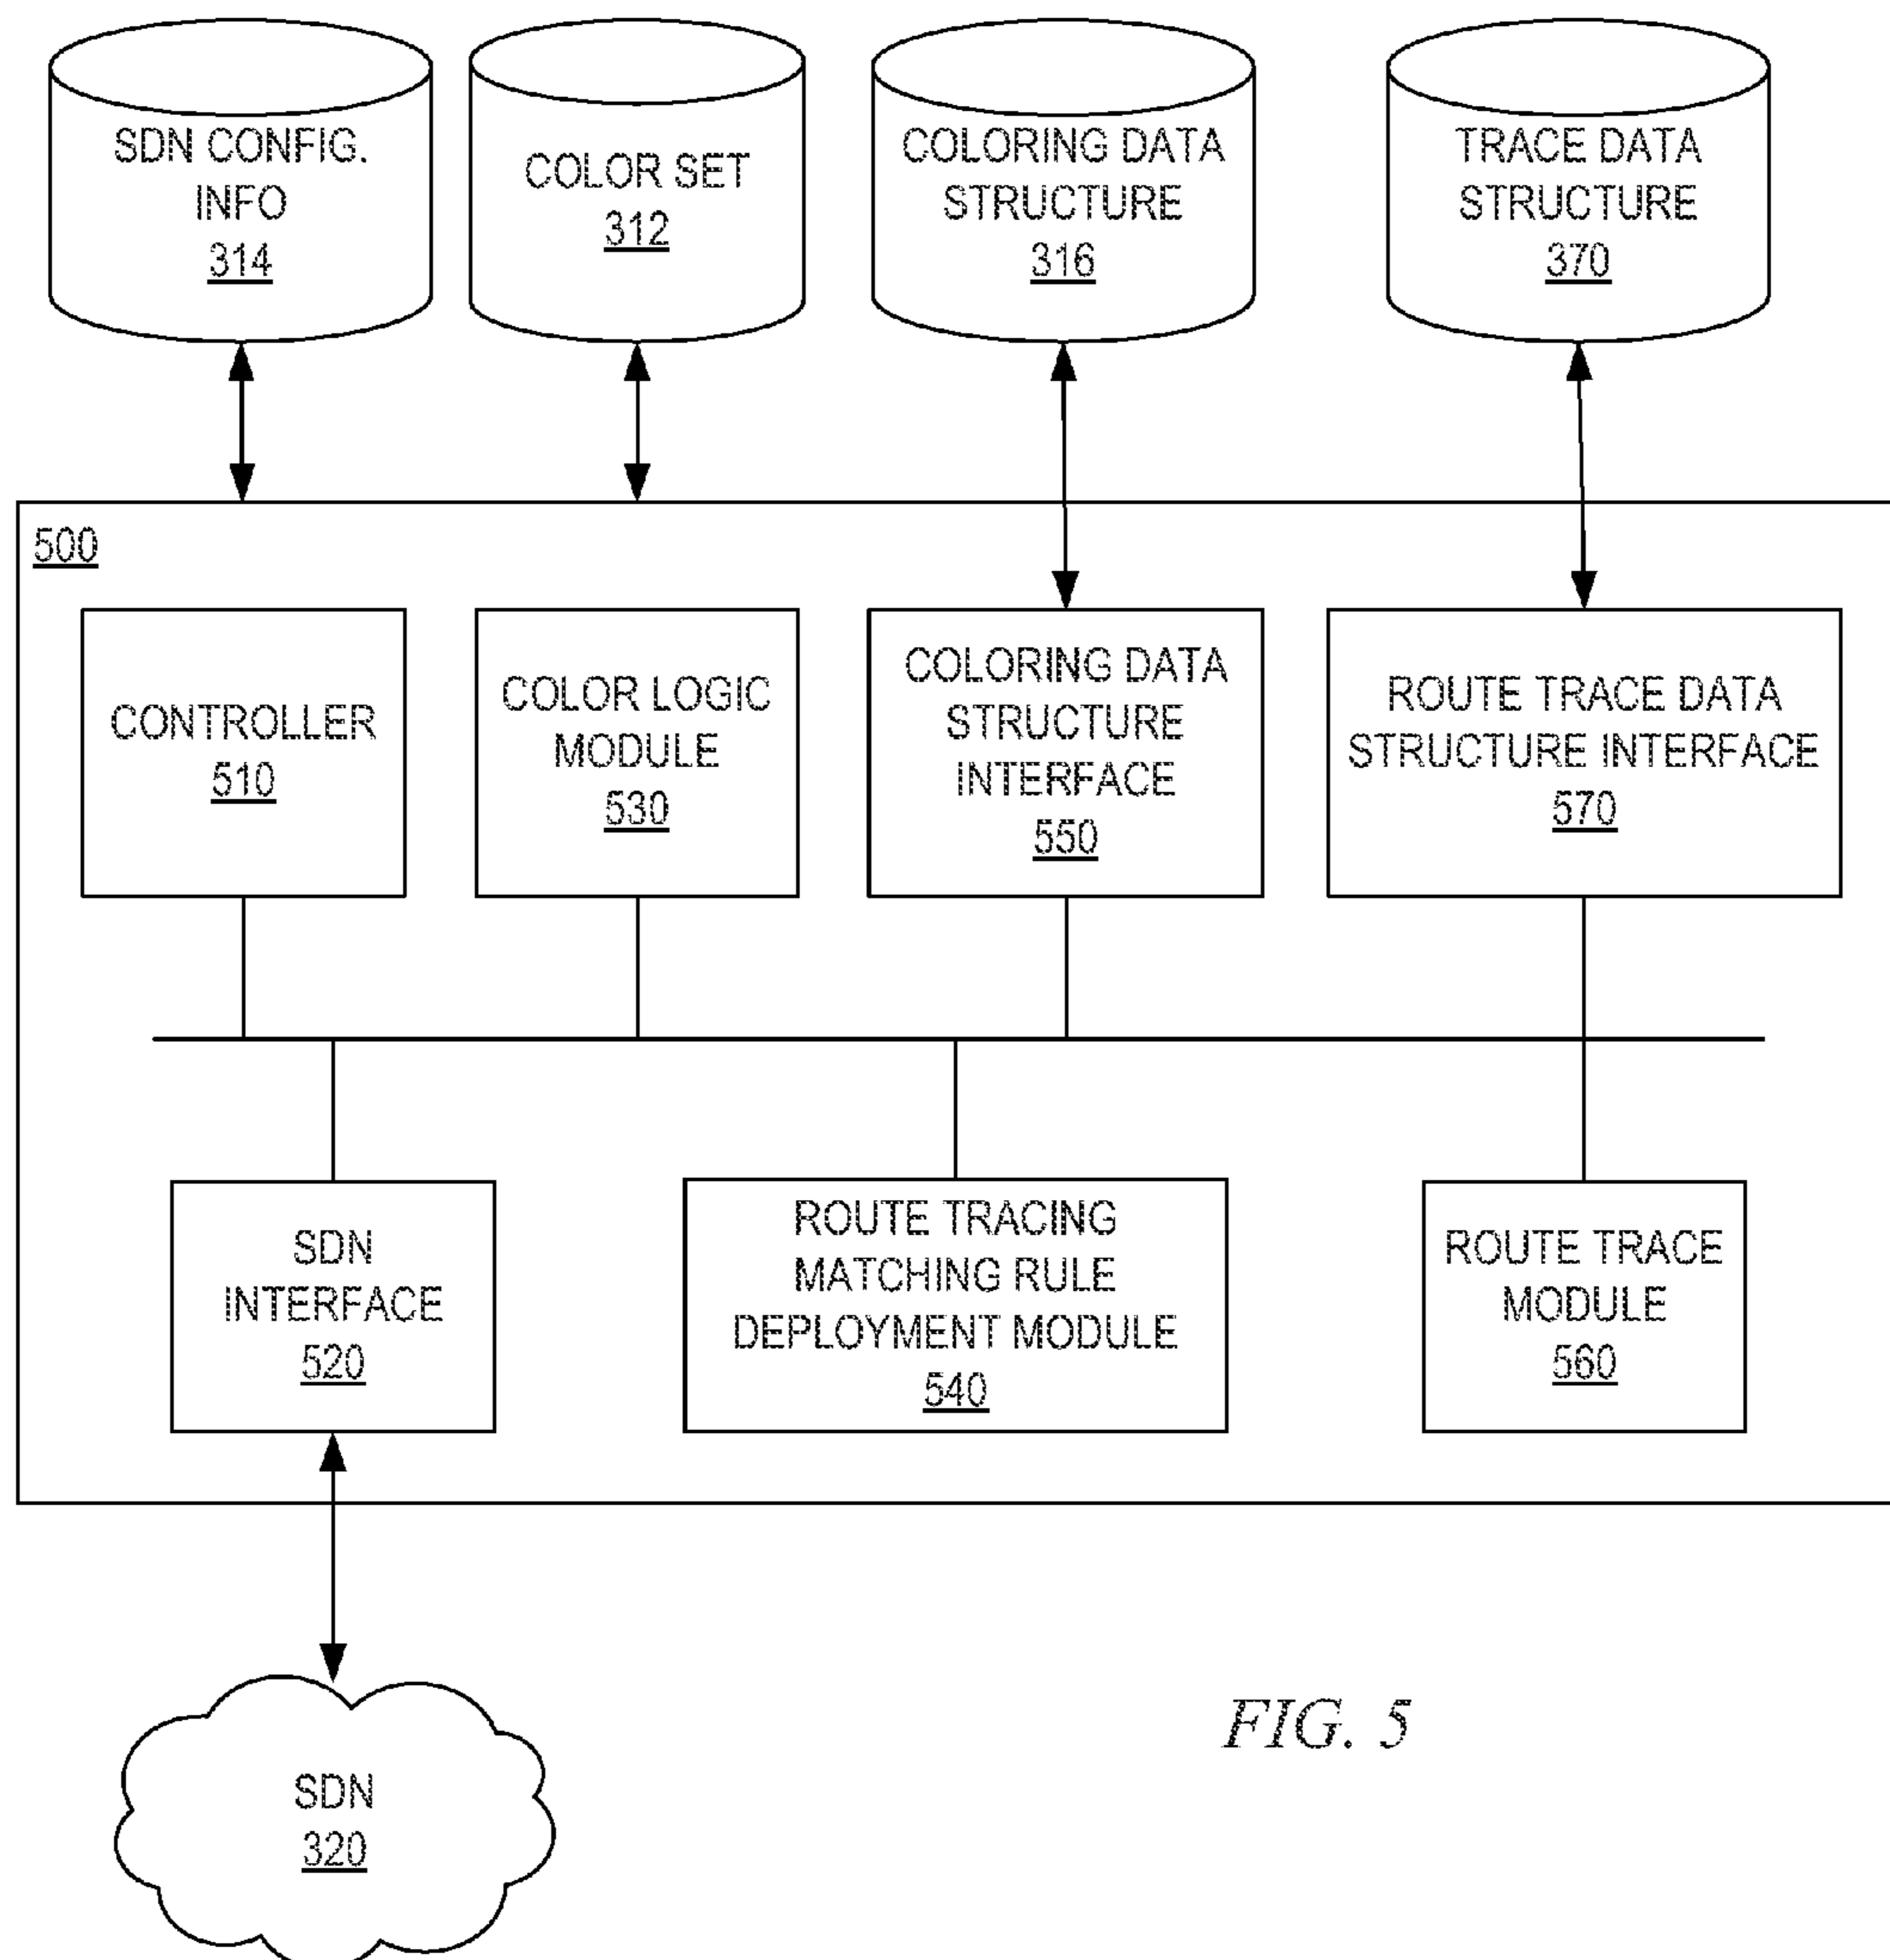 SDN CONFIG.
INFO
314
COLOR SET
312
COLORING DATA
STRUCTURE
316
TRACE DATA
STRUCTURE
370
500
CONTROLLER
510
COLOR LOGIC
MODULE
530
COLORING DATA
STRUCTURE
INTERFACE
550
ROUTE TRACE DATA
STRUCTURE INTERFACE
570
SDN
INTERFACE
520
ROUTE TRACING
MATCHING RULE
DEPLOYMENT MODULE
540
ROUTE TRACE
MODULE
560
SDN
320
FIG. 5